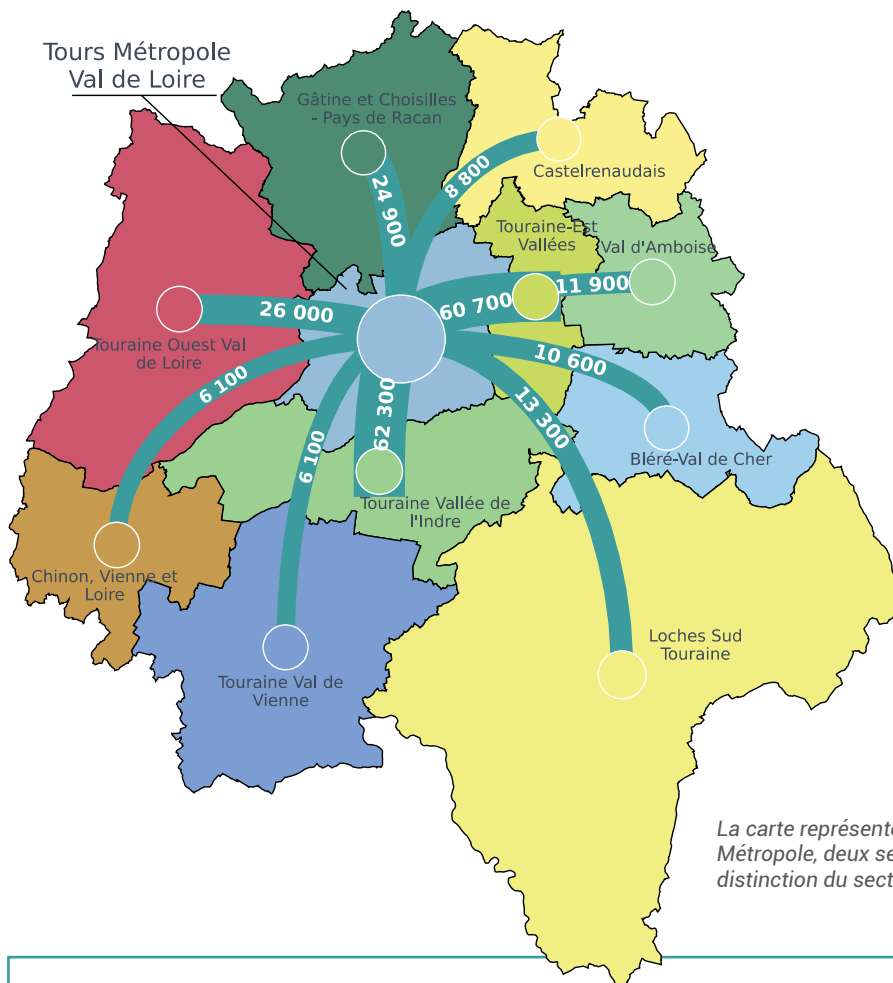 Tours Métropole
Val de Loire
Gâtine et Choisilles
- Pays de Racan
24 900
8 800
Castelrenaudais
Touraine-Est
Vallées
Val d'Amboise
60 700
11 900
26 000
Touraine Ouest Val
de Loire
6 100
10 600
13 300
62 300
6 100
Bléré-Val de Cher
Touraine Vallée de
l'Indre
Chinon, Vienne et
Loire
Loches Sud
Touraine
Touraine Val de
Vienne
La carte représente
Métropole, deux se
distinction du sect